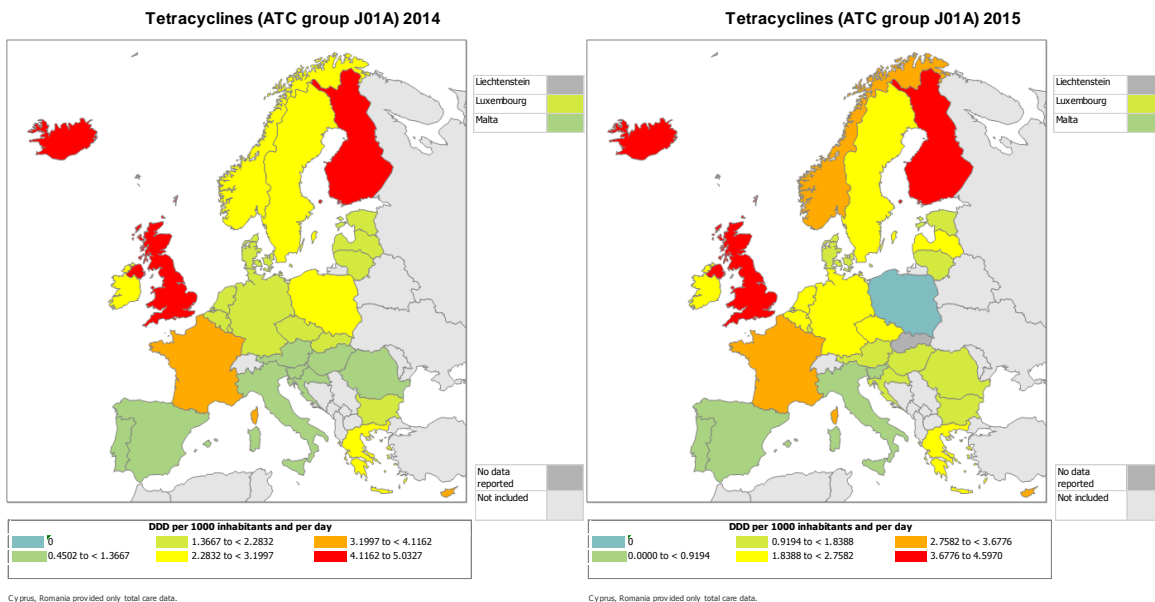 Tetracyclines (ATC group J01A) 2014
Liechtenstein
Luxembourg
Malta
No data
reported
Not included
DDD per 1000 inhabitants and per day
0 1.3667 to < 2.2832 3.1997 to < 4.1162
0.4502 to < 1.3667 2.2832 to < 3.1997 4.1162 to 5.0327
Cyprus, Romania provided only total care data.
Tetracyclines (ATC group J01A) 2015
Liechtenstein
Luxembourg
Malta
No data
reported
Not included
DDD per 1000 inhabitants and per day
0 0.9194 to < 1.8388 2.7582 to < 3.6776
0.0000 to < 0.9194 1.8388 to < 2.7582 3.6776 to 4.5970
Cyprus, Romania provided only total care data.